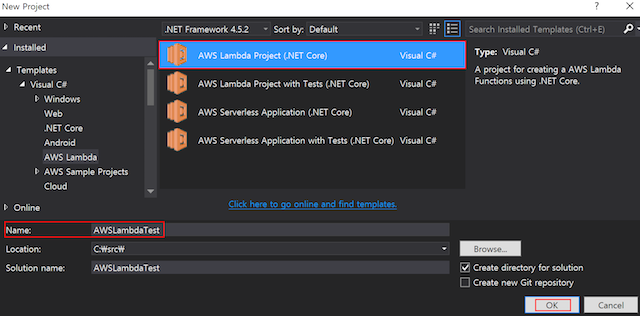 New Project
Recent
.NET Framework 4.5.2
Sort by:
Default
Search Installed Templates (Ctrl+E)
Installed
Templates
Visual C#
Windows
Web
.NET Core
Android
AWS Lambda
AWS Sample Projects
Cloud
Online
AWS Lambda Project (.NET Core) Visual C#
AWS Lambda Project with Tests (.NET Core) Visual C#
AWS Serverless Application (.NET Core) Visual C#
AWS Serverless Application with Tests (.NET Core) Visual C#
Type: Visual C#
A project for creating a AWS Lambda
Functions using .NET Core.
Click here to go online and find templates.
Name: AWSLambdaTest
Location: C:₩src₩
Browse...
Solution name: AWSLambdaTest
Create directory for solution
Create new Git repository
OK
Cancel